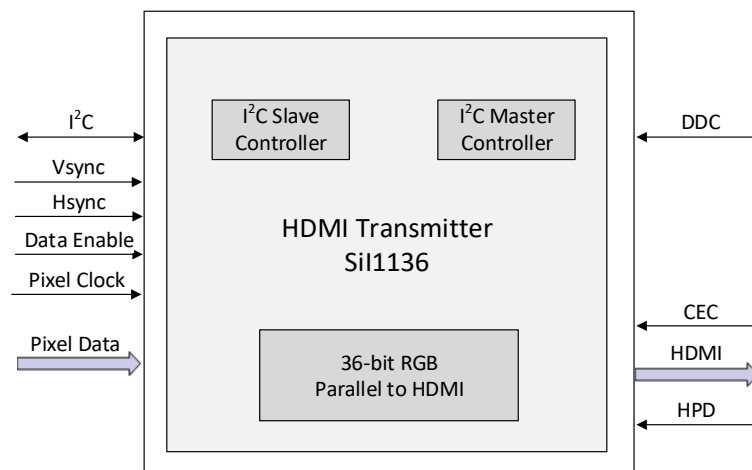 I²C
Vsync
Hsync
Data Enable
Pixel Clock
Pixel Data
I²C Slave
Controller
I²C Master
Controller
HDMI Transmitter
SiI1136
36-bit RGB
Parallel to HDMI
DDC
CEC
HDMI
HPD